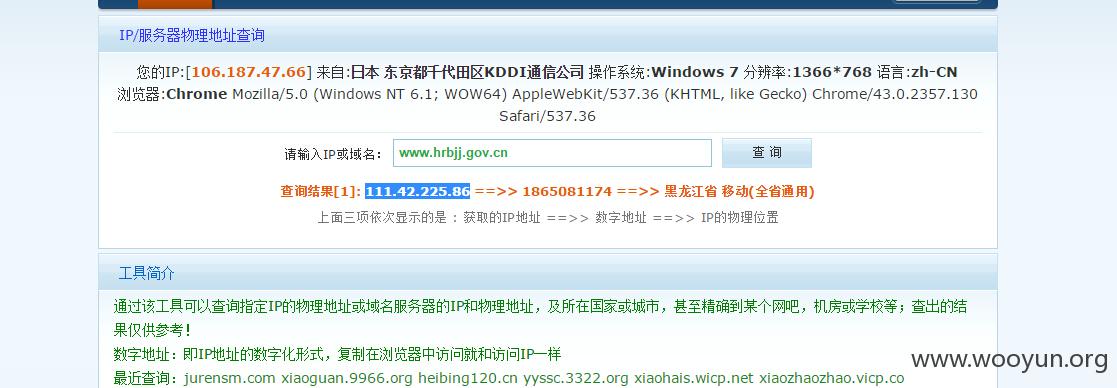 IP/服务器物理地址查询
您的IP:[106.187.47.66] 来自:日本 东京都千代田区KDDI通信公司 操作系统:Windows 7 分辨率:1366*768 语言:zh-CN
浏览器:Chrome Mozilla/5.0 (Windows NT 6.1; WOW64) AppleWebKit/537.36 (KHTML, like Gecko) Chrome/43.0.2357.130
Safari/537.36
请输入IP或域名： www.hrbjj.gov.cn 查 询
查询结果[1]: 111.42.225.86 ==>> 1865081174 ==>> 黑龙江省 移动(全省通用)
上面三项依次显示的是 : 获取的IP地址 ==>> 数字地址 ==>> IP的物理位置
工具简介
通过该工具可以查询指定IP的物理地址或域名服务器的IP和物理地址，及所在国家或城市，甚至精确到某个网吧，机房或学校等；查出的结
果仅供参考！
数字地址：即IP地址的数字化形式，复制在浏览器中访问就和访问IP一样
最近查询：jurensm.com xiaoguan.9966.org heibing120.cn yyssc.3322.org xiaohais.wicp.net xiaozhaozhao.vicp.co
www.wooyun.org